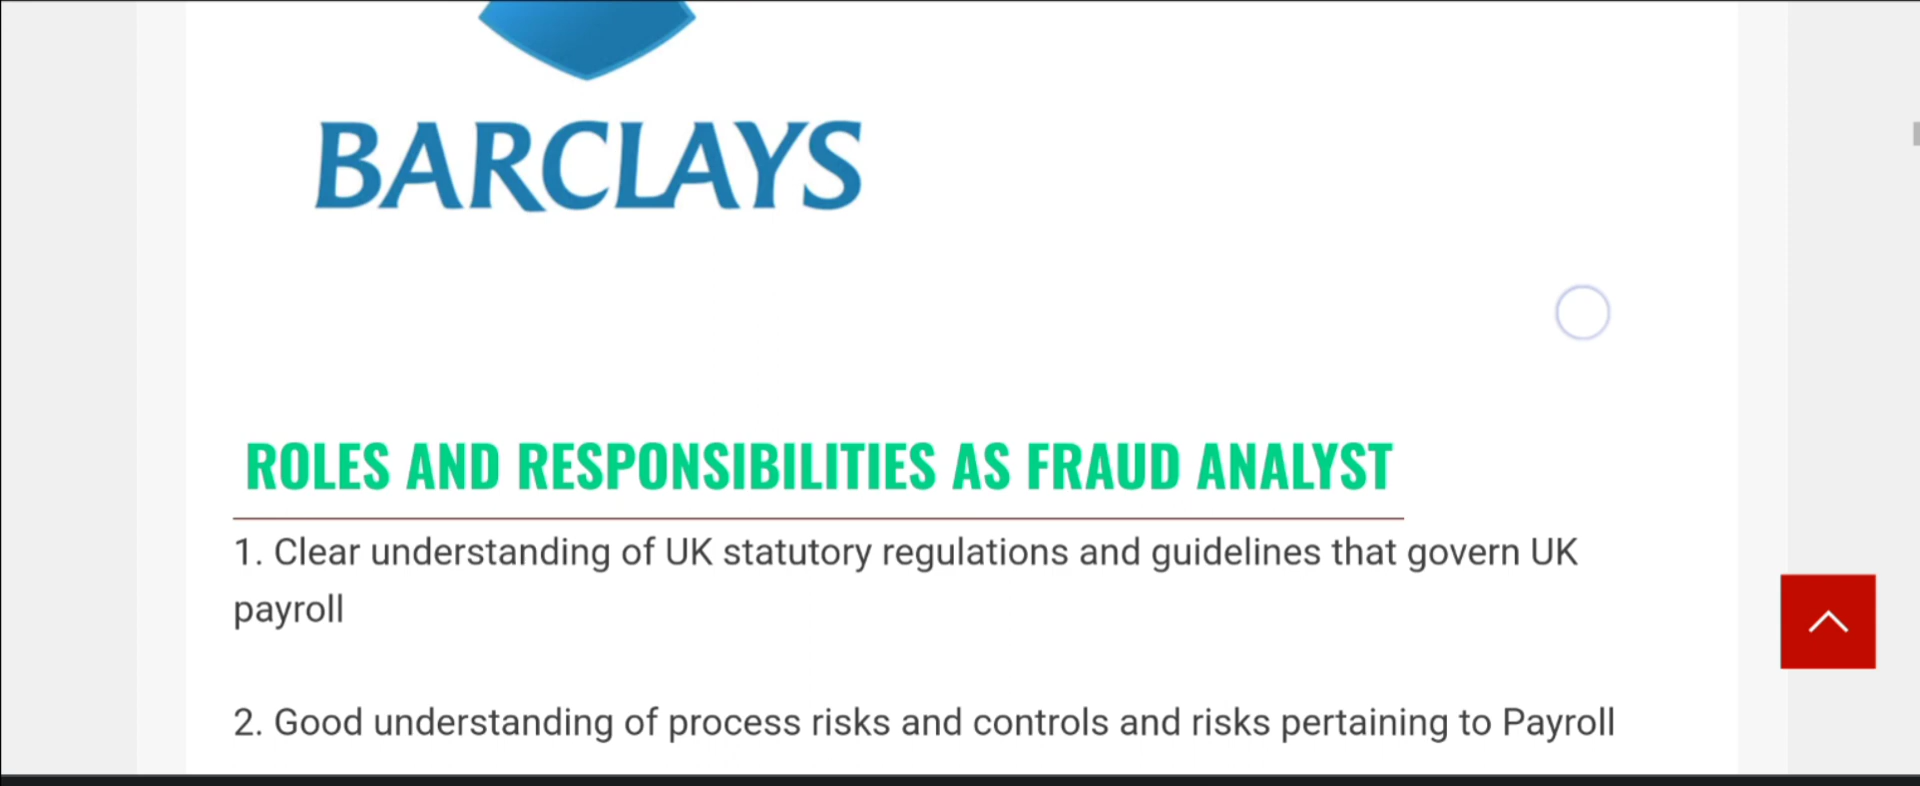 BARCLAYS
ROLES AND RESPONSIBILITIES AS FRAUD ANALYST
1. Clear understanding of UK statutory regulations and guidelines that govern UK
payroll
2. Good understanding of process risks and controls and risks pertaining to Payroll